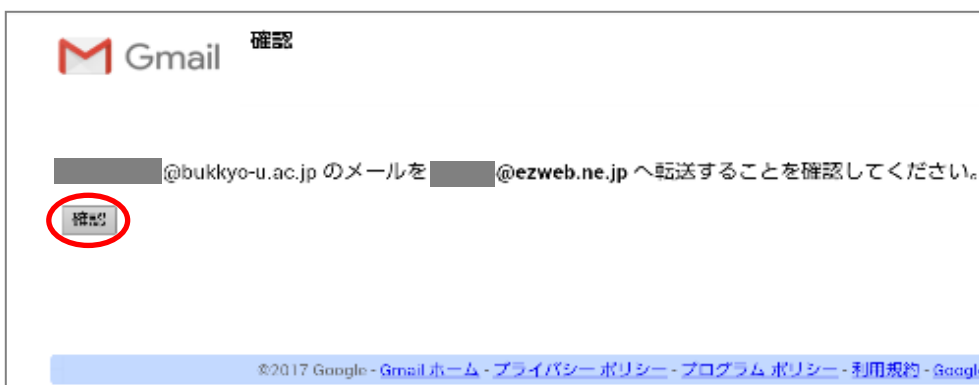 Gmail 確認
@bukkyo-u.ac.jp のメールを @ezweb.ne.jp へ転送することを確認してください。
確認
©2017 Google - Gmail ホーム - プライバシー ポリシー - プログラム ポリシー - 利用規約 - Google